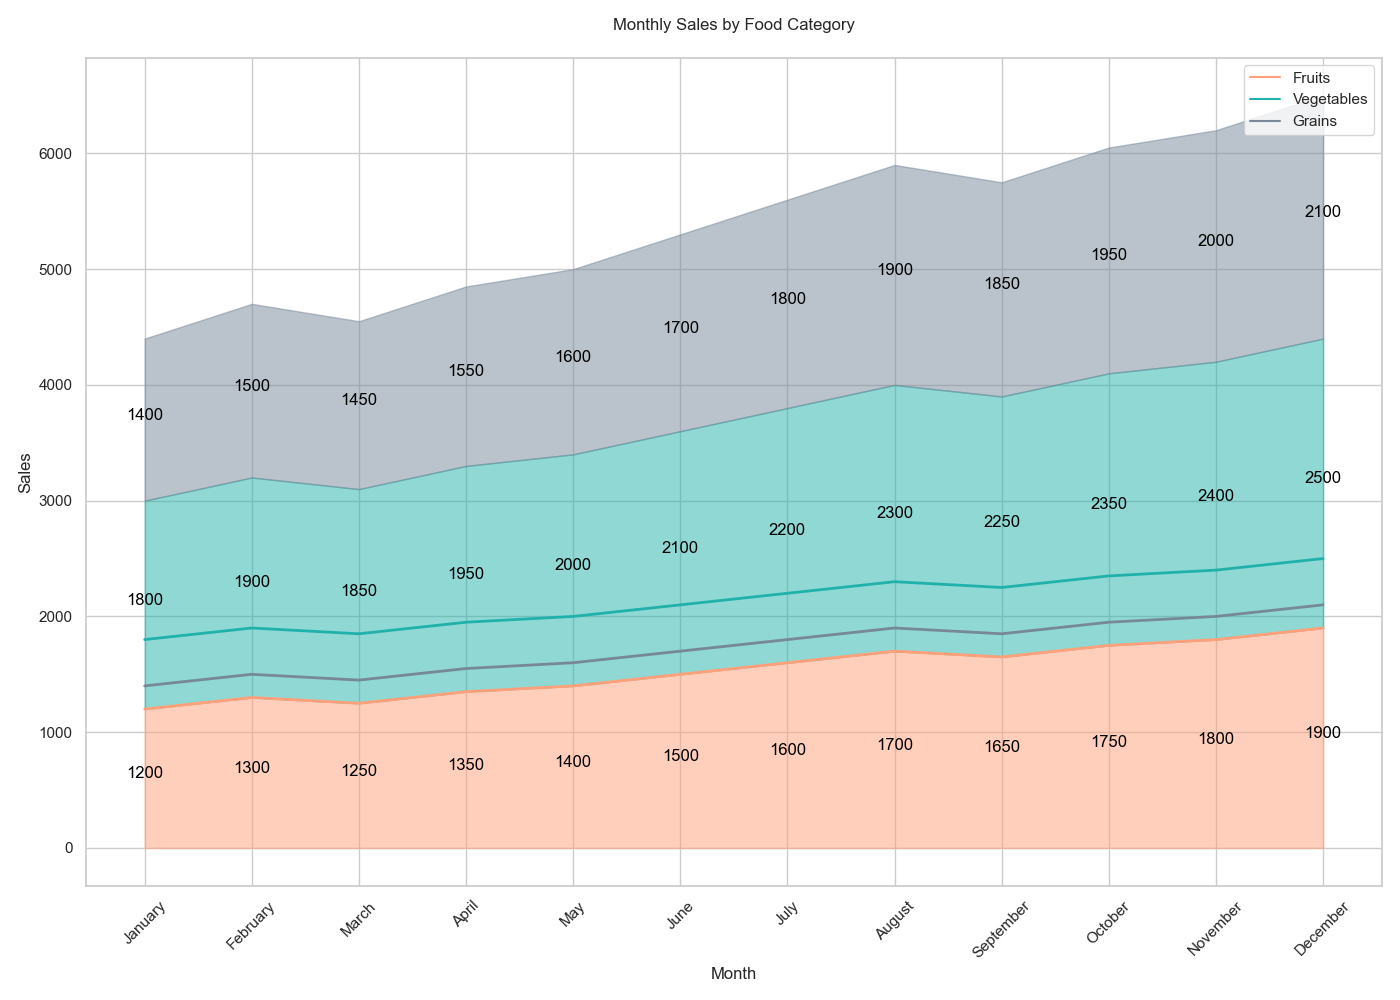 Monthly Sales by Food Category
Fruits
Vegetables
Grains
Sales
6000
5000
4000
3000
2000
1000
0
1400 1500 1450 1550 1600 1700 1800 1900 1850 1950 2000 2100
1800 1900 1850 1950 2000 2100 2200 2300 2250 2350 2400 2500
1200 1300 1250 1350 1400 1500 1600 1700 1650 1750 1800 1900
January February March April May June July August September October November December
Month